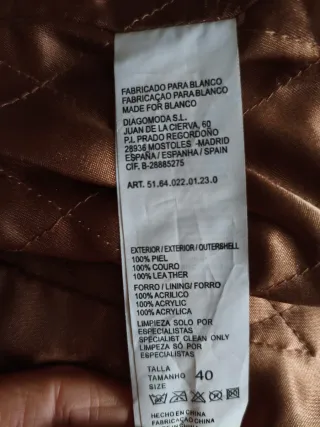 FABRICADO PARA BLANCO
FABRICAÇAO PARA BLANCO
MADE FOR BLANCO
DIAGOMODA S.L.
JUAN DE LA CIERVA, 60
P.I. PRADO REGORDOÑO
28936 MOSTOLES -MADRID
ESPAÑA / ESPANHA / SPAIN
CIF. B-28885275
ART. 51.64.022.01.23.0
EXTERIOR / EXTERIOR / OUTERSHELL
100% PIEL
100% COURO
100% LEATHER
FORRO / LINING/ FORRO
100% ACRILICO
100% ACRYLIC
100% ACRYLICA
LIMPIEZA SOLO POR
ESPECIALISTAS
SPECIALIST CLEAN ONLY
LIMPEZA SÓ POR
ESPECIALISTAS
TALLA
TAMANHO 40
SIZE
HECHO EN CHINA
FABRICAÇAO CHINA